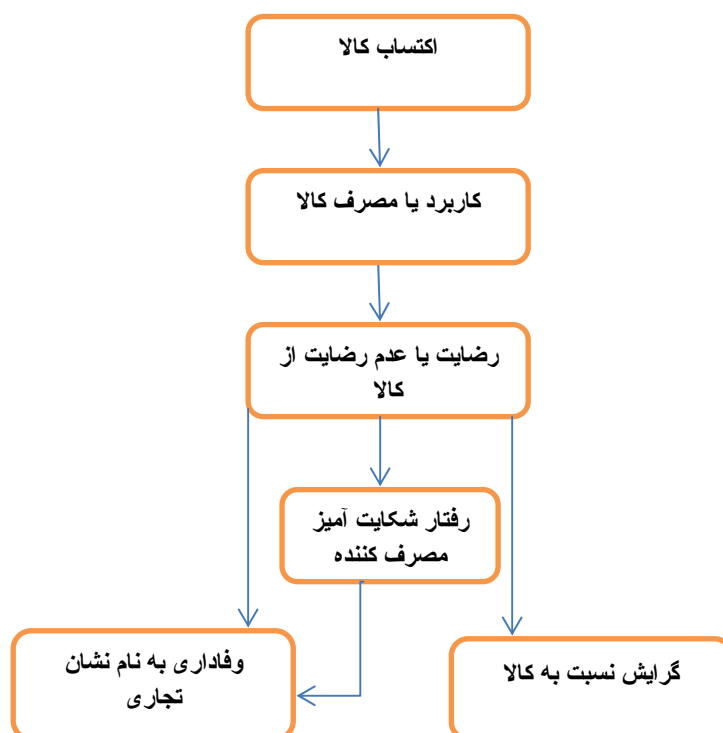 اکتساب کالا
کاربرد یا مصرف کالا
رضایت یا عدم رضایت از
کالا
رفتار شکایت آمیز
مصرف کننده
وفاداری به نام نشان
تجاری
گرایش نسبت به کالا